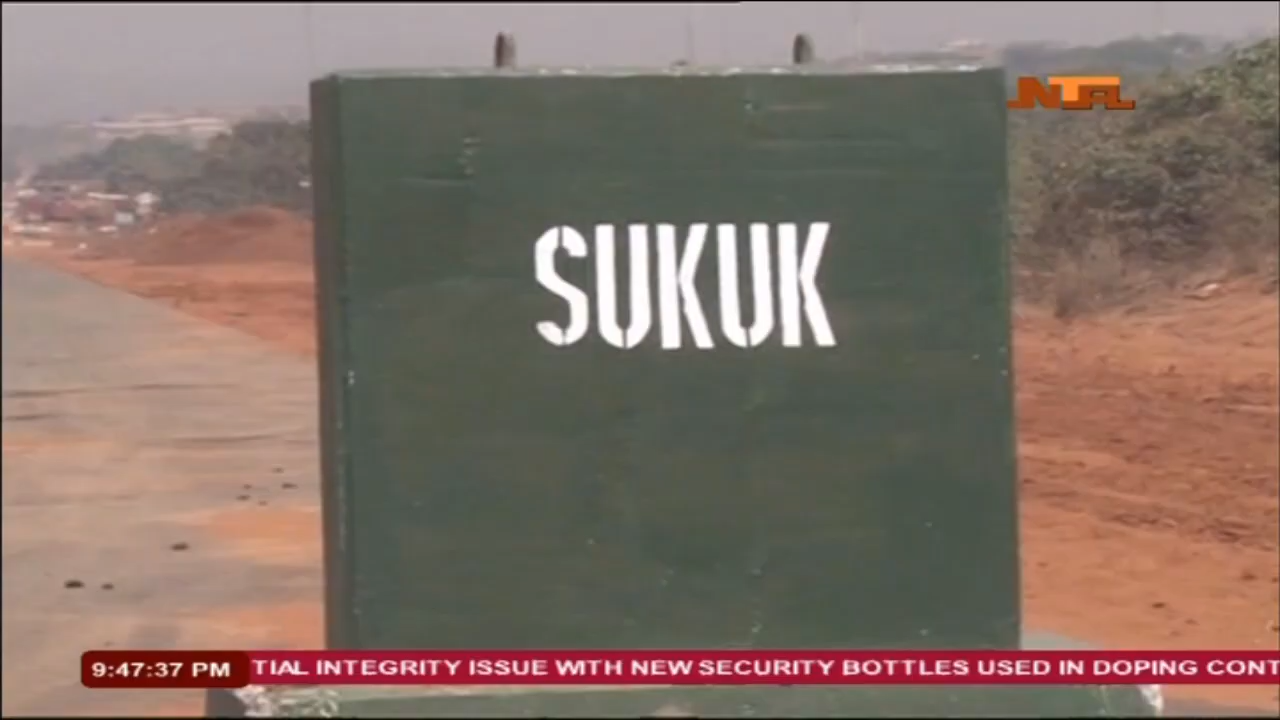 NTA
SUKUK
9:47:37 PM
TIAL INTEGRITY ISSUE WITH NEW SECURITY BOTTLES USED IN DOPING CONT